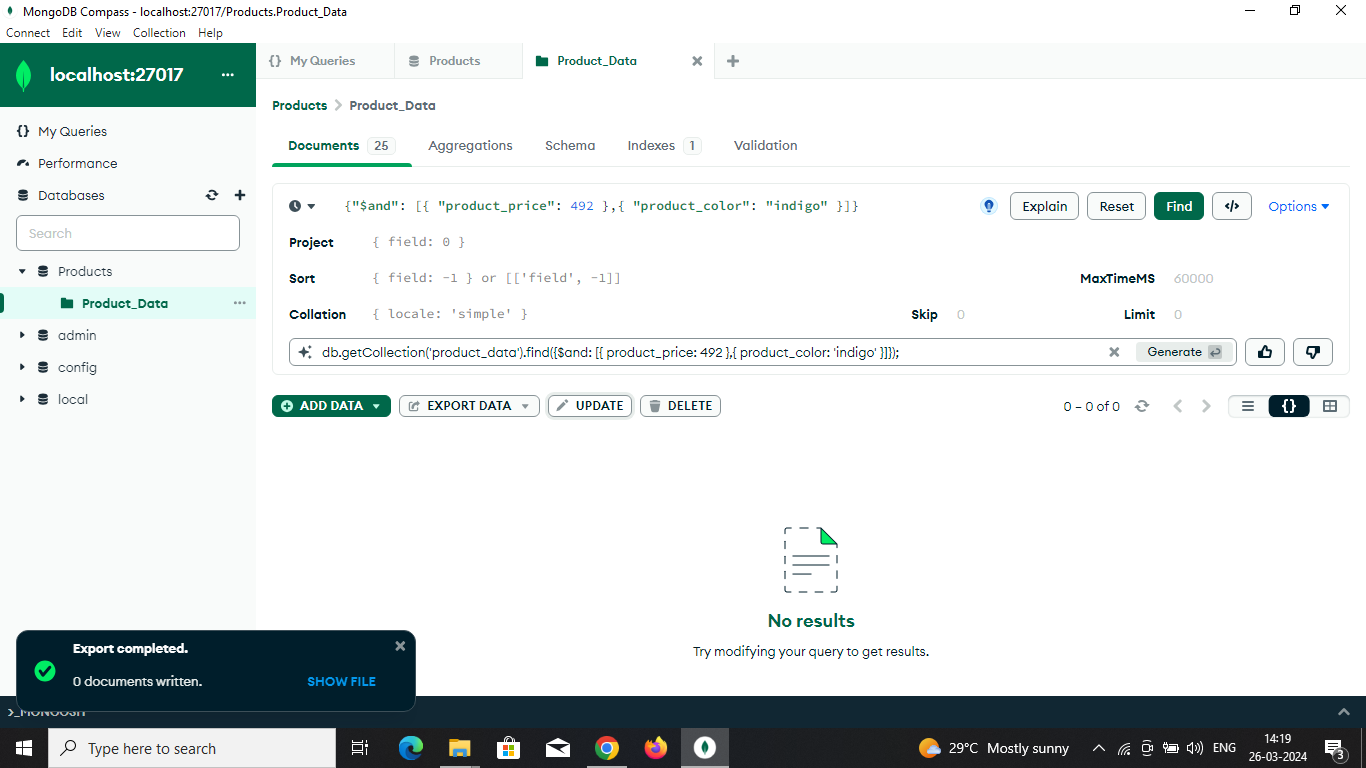 MongoDB Compass - localhost:27017/Products.Product_Data
Connect Edit View Collection Help
localhost:27017 ...
{} My Queries
Products
Product_Data
My Queries
Performance
Databases
Search
Products
Product_Data
admin
config
local
Products > Product_Data
Documents 25 Aggregations Schema Indexes 1 Validation
{"$and": [{ "product_price": 492 },{ "product_color": "indigo" }]}
Explain Reset Find </> Options
Project { field: 0 }
Sort { field: -1 } or [['field', -1]] MaxTimeMS 60000
Collation { locale: 'simple' } Skip 0 Limit 0
db.getCollection('product_data').find({$and: [{ product_price: 492 },{ product_color: 'indigo' }]}); Generate
ADD DATA EXPORT DATA UPDATE DELETE 0 – 0 of 0 {}
No results
Try modifying your query to get results.
Export completed.
0 documents written. SHOW FILE
>_MONGOSH
Type here to search
29°C Mostly sunny ENG
14:19
26-03-2024
3